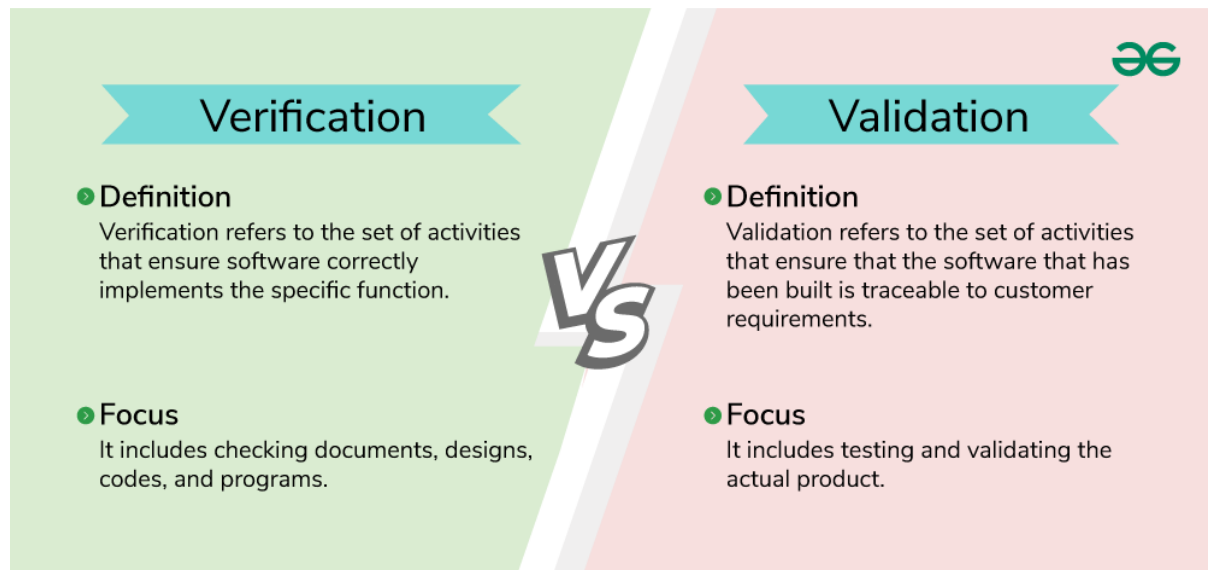 Verification
Definition
Verification refers to the set of activities
that ensure software correctly
implements the specific function.
Focus
It includes checking documents, designs,
codes, and programs.
VS
Validation
Definition
Validation refers to the set of activities
that ensure that the software that has
been built is traceable to customer
requirements.
Focus
It includes testing and validating the
actual product.